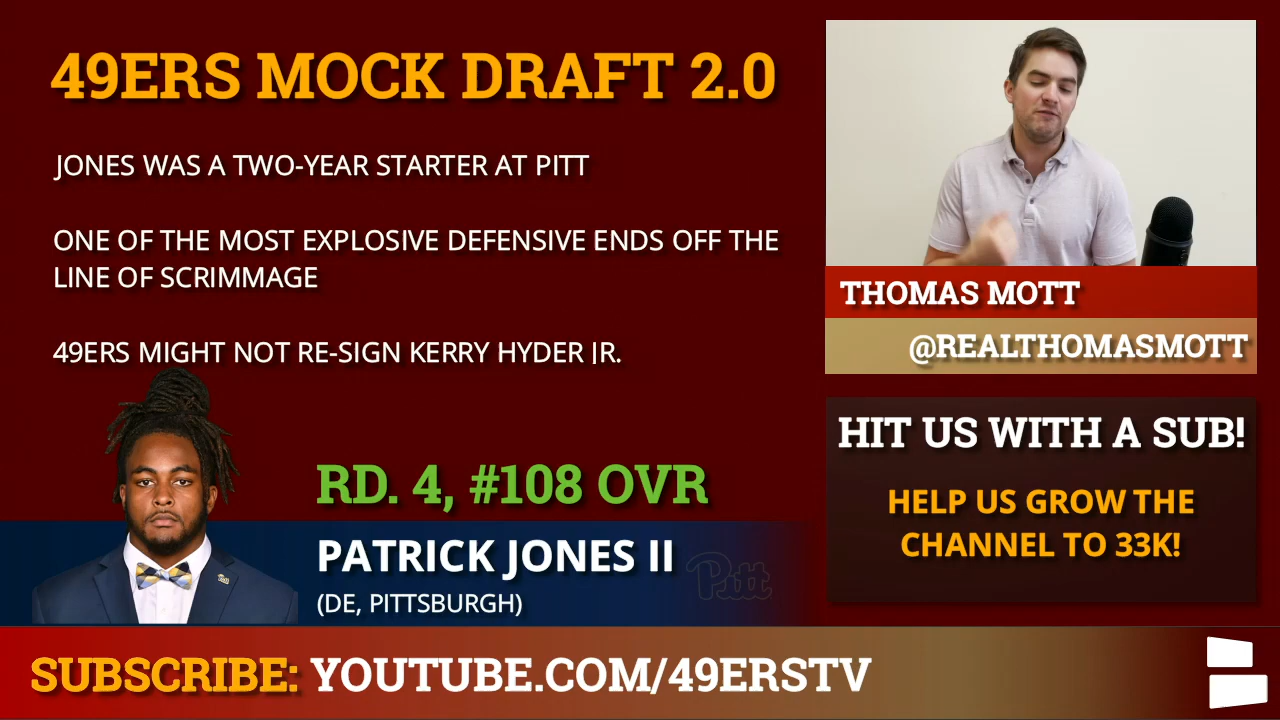 49ERS MOCK DRAFT 2.0
JONES WAS A TWO-YEAR STARTER AT PITT
ONE OF THE MOST EXPLOSIVE DEFENSIVE ENDS OFF THE
LINE OF SCRIMMAGE
49ERS MIGHT NOT RE-SIGN KERRY HYDER JR.
RD. 4, #108 OVR
PATRICK JONES II
Pitt
(DE, PITTSBURGH)
THOMAS MOTT
@REALTHOMASMOTT
HIT US WITH A SUB!
HELP US GROW THE
CHANNEL TO 33K!
SUBSCRIBE: YOUTUBE.COM/49ERSTV